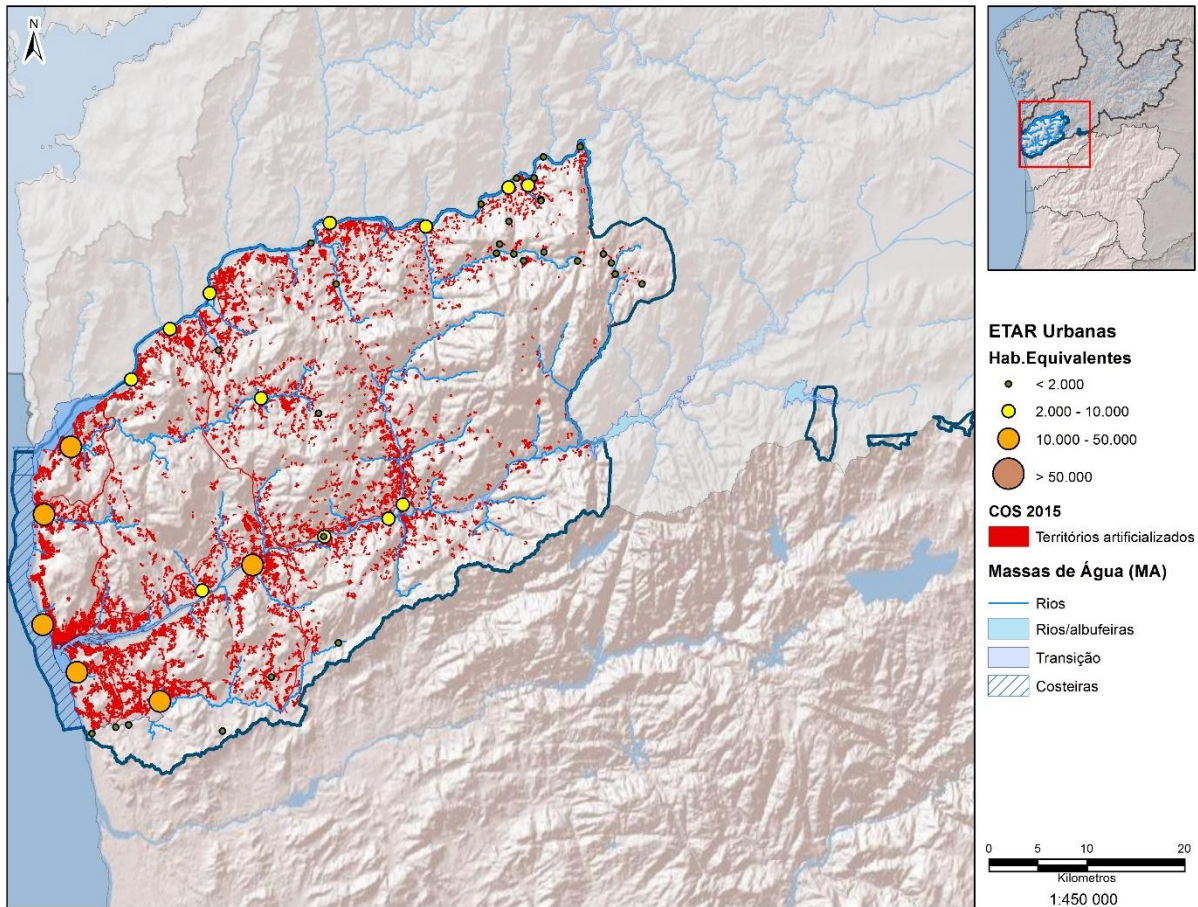 N
ETAR Urbanas
Hab.Equivalentes
< 2.000
2.000 - 10.000
10.000 - 50.000
> 50.000
COS 2015
Territórios artificializados
Massas de Água (MA)
Rios
Rios/albufeiras
Transição
Costeiras
0 5 10 20
Kilometros
1:450 000